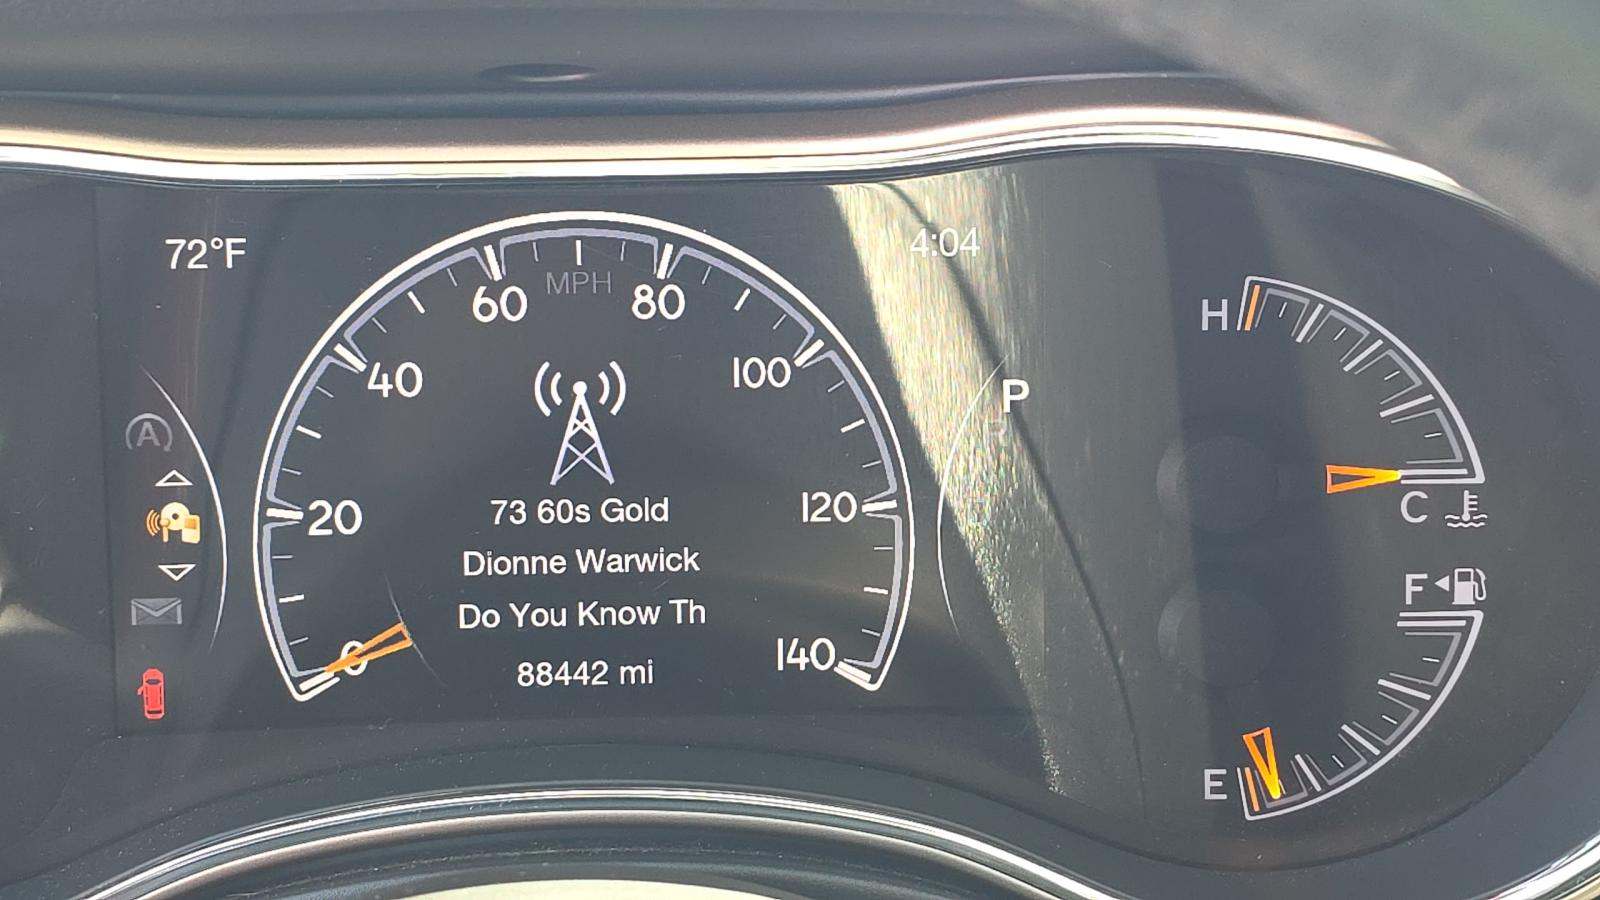 72°F
4:04
MPH
0
20
40
60
80
100
120
140
73 60s Gold
Dionne Warwick
Do You Know Th
88442 mi
A
P
R
H
C
F
E